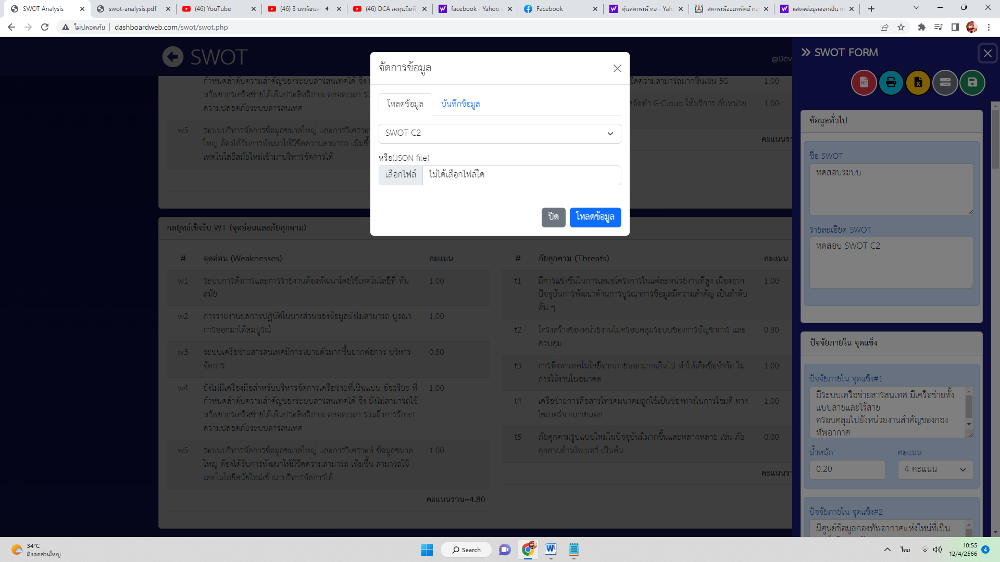 SWOT Analysis
swot-analysis.pdf
(46) YouTube
(46) 3 บทเรียนล
(46) DCA ลงทุนผิดที
facebook - Yahoo
Facebook
หุ้นสหกรณ์ ทอ - Yah
สหกรณ์ออมทรัพย์ กอ
แสดงข้อมูลออกเป็น m
ไม่ปลอดภัย
dashboardweb.com/swot/swot.php
SWOT
@Dev
SWOT FORM
จัดการข้อมูล
โหลดข้อมูล
บันทึกข้อมูล
SWOT C2
หรือ(JSON file)
เลือกไฟล์ ไม่ได้เลือกไฟล์ใด
ปิด
โหลดข้อมูล
กำหนดลำดับความสำคัญของระบบสารสนเทศได้ จึง
ทรัพยากรเครือข่ายได้เต็มประสิทธิภาพ ตลอดเวลา รว
ความปลอดภัยระบบสารสนเทศ
w5 ระบบบริหารจัดการข้อมูลขนาดใหญ่ และการวิเคราะห
ใหญ่ ต้องได้รับการพัฒนาให้มีขีดความสามารถ เพิ่มขึ้น
เทคโนโลยีสมัยใหม่เข้ามาบริหารจัดการได้
ขีดความสามารถมากขึ้นเช่น 5G 1.00
ลจัดทำ G-Cloud ให้บริการ กับหน่วย 1.00
คะแนนรว
กลยุทธ์เชิงรับ WT (จุดอ่อนและภัยคุกคาม)
# จุดอ่อน (Weaknesses) คะแนน
w1 ระบบการสั่งการและการรายงานต้องพัฒนาโดยใช้เทคโนโลยีที่ ทัน 1.00
สมัย
w2 การรายงานผลการปฏิบัติในบางส่วนของข้อมูลยังไม่สามารถ บูรณา 1.00
การออกมาได้สมบูรณ์
w3 ระบบเครือข่ายสารสนเทศมีการขยายตัวมากขึ้นยากต่อการ บริหาร 0.80
จัดการ
w4 ยังไม่มีเครื่องมือสำหรับบริหารจัดการเครือข่ายที่เป็นแบบ อัจฉริยะ ที่ 1.00
กำหนดลำดับความสำคัญของระบบสารสนเทศได้ จึง ยังไม่สามารถใช้
ทรัพยากรเครือข่ายได้เต็มประสิทธิภาพ ตลอดเวลา รวมถึงการรักษา
ความปลอดภัยระบบสารสนเทศ
w5 ระบบบริหารจัดการข้อมูลขนาดใหญ่ และการวิเคราะห์ ข้อมูลขนาด 1.00
ใหญ่ ต้องได้รับการพัฒนาให้มีขีดความสามารถ เพิ่มขึ้น สามารถใช้
เทคโนโลยีสมัยใหม่เข้ามาบริหารจัดการได้
คะแนนรวม=4.80
# ภัยคุกคาม (Threats) คะแนน
t1 มีการแข่งขันในการเสนอโครงการในแต่ละหน่วยงานที่สูง เนื่องจาก 1.00
ปัจจุบันการพัฒนาด้านการบูรณาการข้อมูลมีความสำคัญ เป็นลำดับ
ต้น ๆ
t2 โครงสร้างของหน่วยงานไม่ครอบคลุมระบบของการบัญชาการ และ 0.80
ควบคุม
t3 การพึ่งพาเทคโนโลยีจากภายนอกมากเกินไป ทำให้เกิดข้อจำกัด ใน 1.00
การใช้งานในอนาคต
t4 เครือข่ายการสื่อสารโทรคมนาคมถูกใช้เป็นช่องทางในการโจมตี ทาง 1.00
ไซเบอร์จากภายนอก
t5 ภัยคุกคามรูปแบบใหม่ในปัจจุบันมีมากขึ้นและหลากหลาย เช่น ภัย 0.00
คุกคามด้านไซเบอร์ เป็นต้น
คะแนนรว
PDF
ข้อมูลทั่วไป
ชื่อ SWOT
ทดสอบระบบ
รายละเอียด SWOT
ทดสอบ SWOT C2
ปัจจัยภายใน จุดแข็ง
ปัจจัยภายใน จุดแข็ง#1
มีระบบเครือข่ายสารสนเทศ มีเครือข่ายทั้ง
แบบสายและไร้สาย
ครอบคลุมไปยังหน่วยงานสำคัญของกอง
ทัพอากาศ
น้ำหนัก คะแนน
0.20 4 คะแนน
ปัจจัยภายใน จุดแข็ง#2
มีศูนย์ข้อมูลกองทัพอากาศแห่งใหม่ที่เป็น
34°C
มีแดดส่วนใหญ่
Search
ไทย
10:55
12/4/2566
4